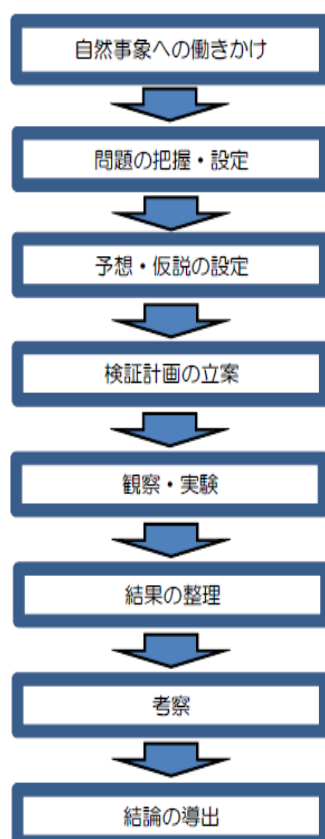 自然事象への働きかけ
問題の把握・設定
予想・仮説の設定
検証計画の立案
観察・実験
結果の整理
考察
結論の導出